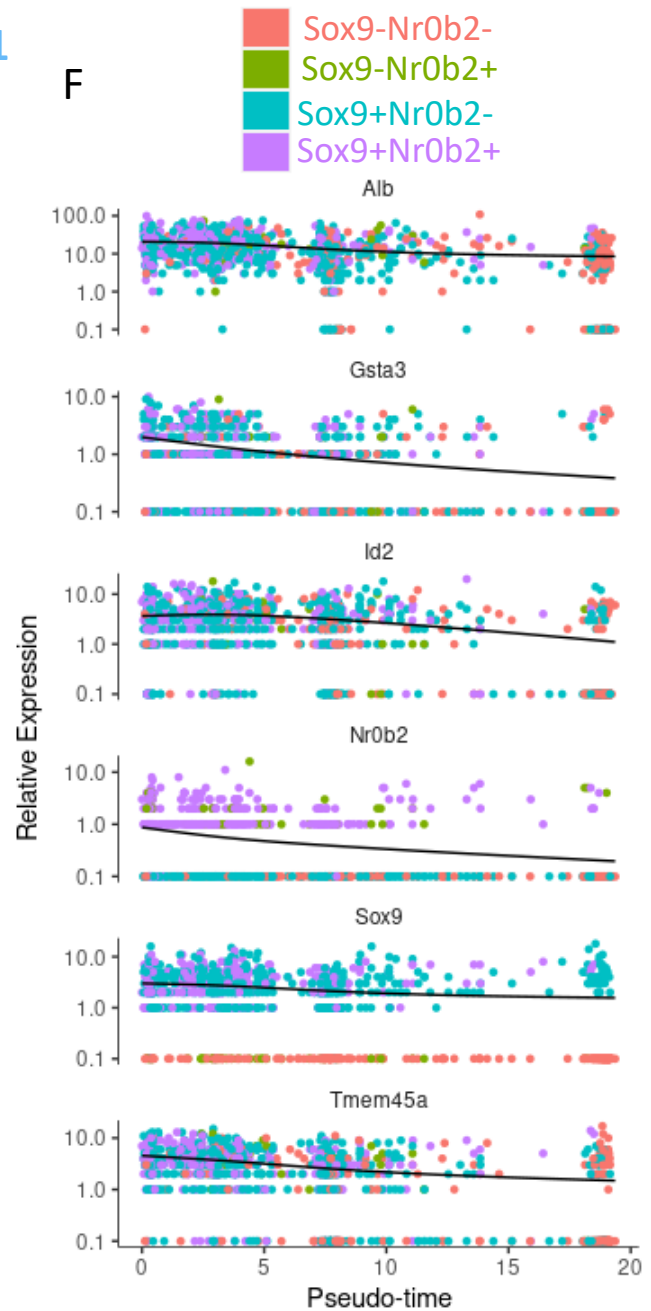 1
F
Sox9-Nr0b2-
Sox9-Nr0b2+
Sox9+Nr0b2-
Sox9+Nr0b2+
Alb
100.0
10.0
1.0
0.1
Gsta3
10.0
1.0
0.1
Id2
10.0
1.0
0.1
Nr0b2
10.0
1.0
0.1
Sox9
10.0
1.0
0.1
Tmem45a
10.0
1.0
0.1
Relative Expression
0 5 10 15 20
Pseudo-time